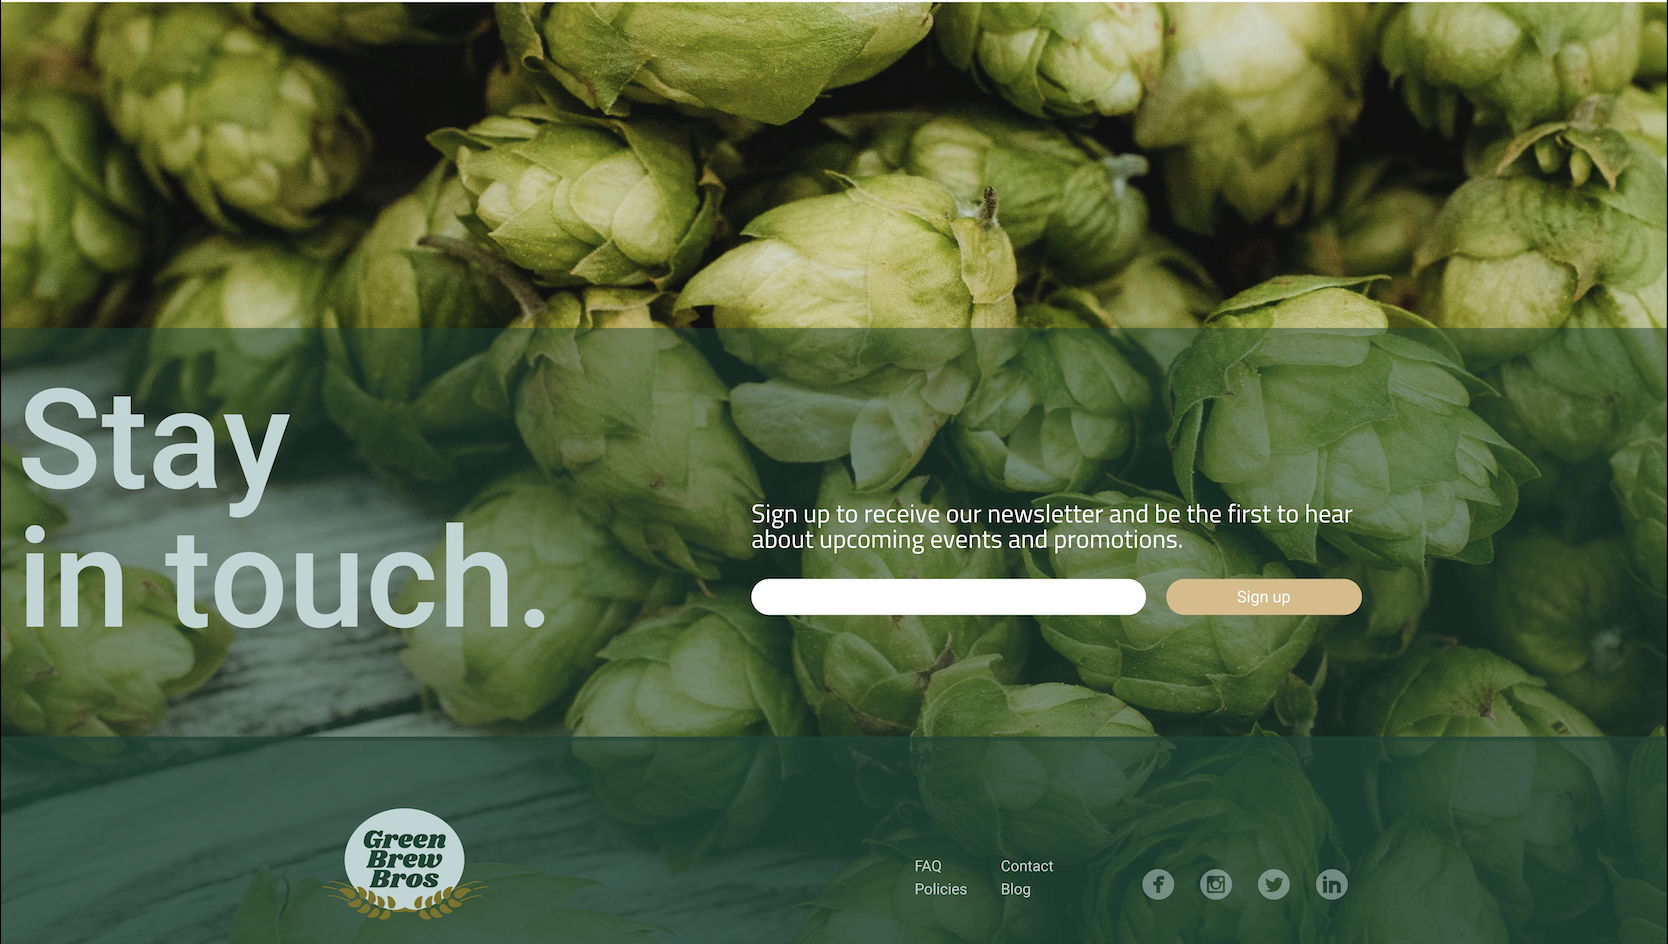 Stay
in touch.
Sign up to receive our newsletter and be the first to hear
about upcoming events and promotions.
Sign up
Green
Brew
Bros
FAQ
Contact
Policies
Blog